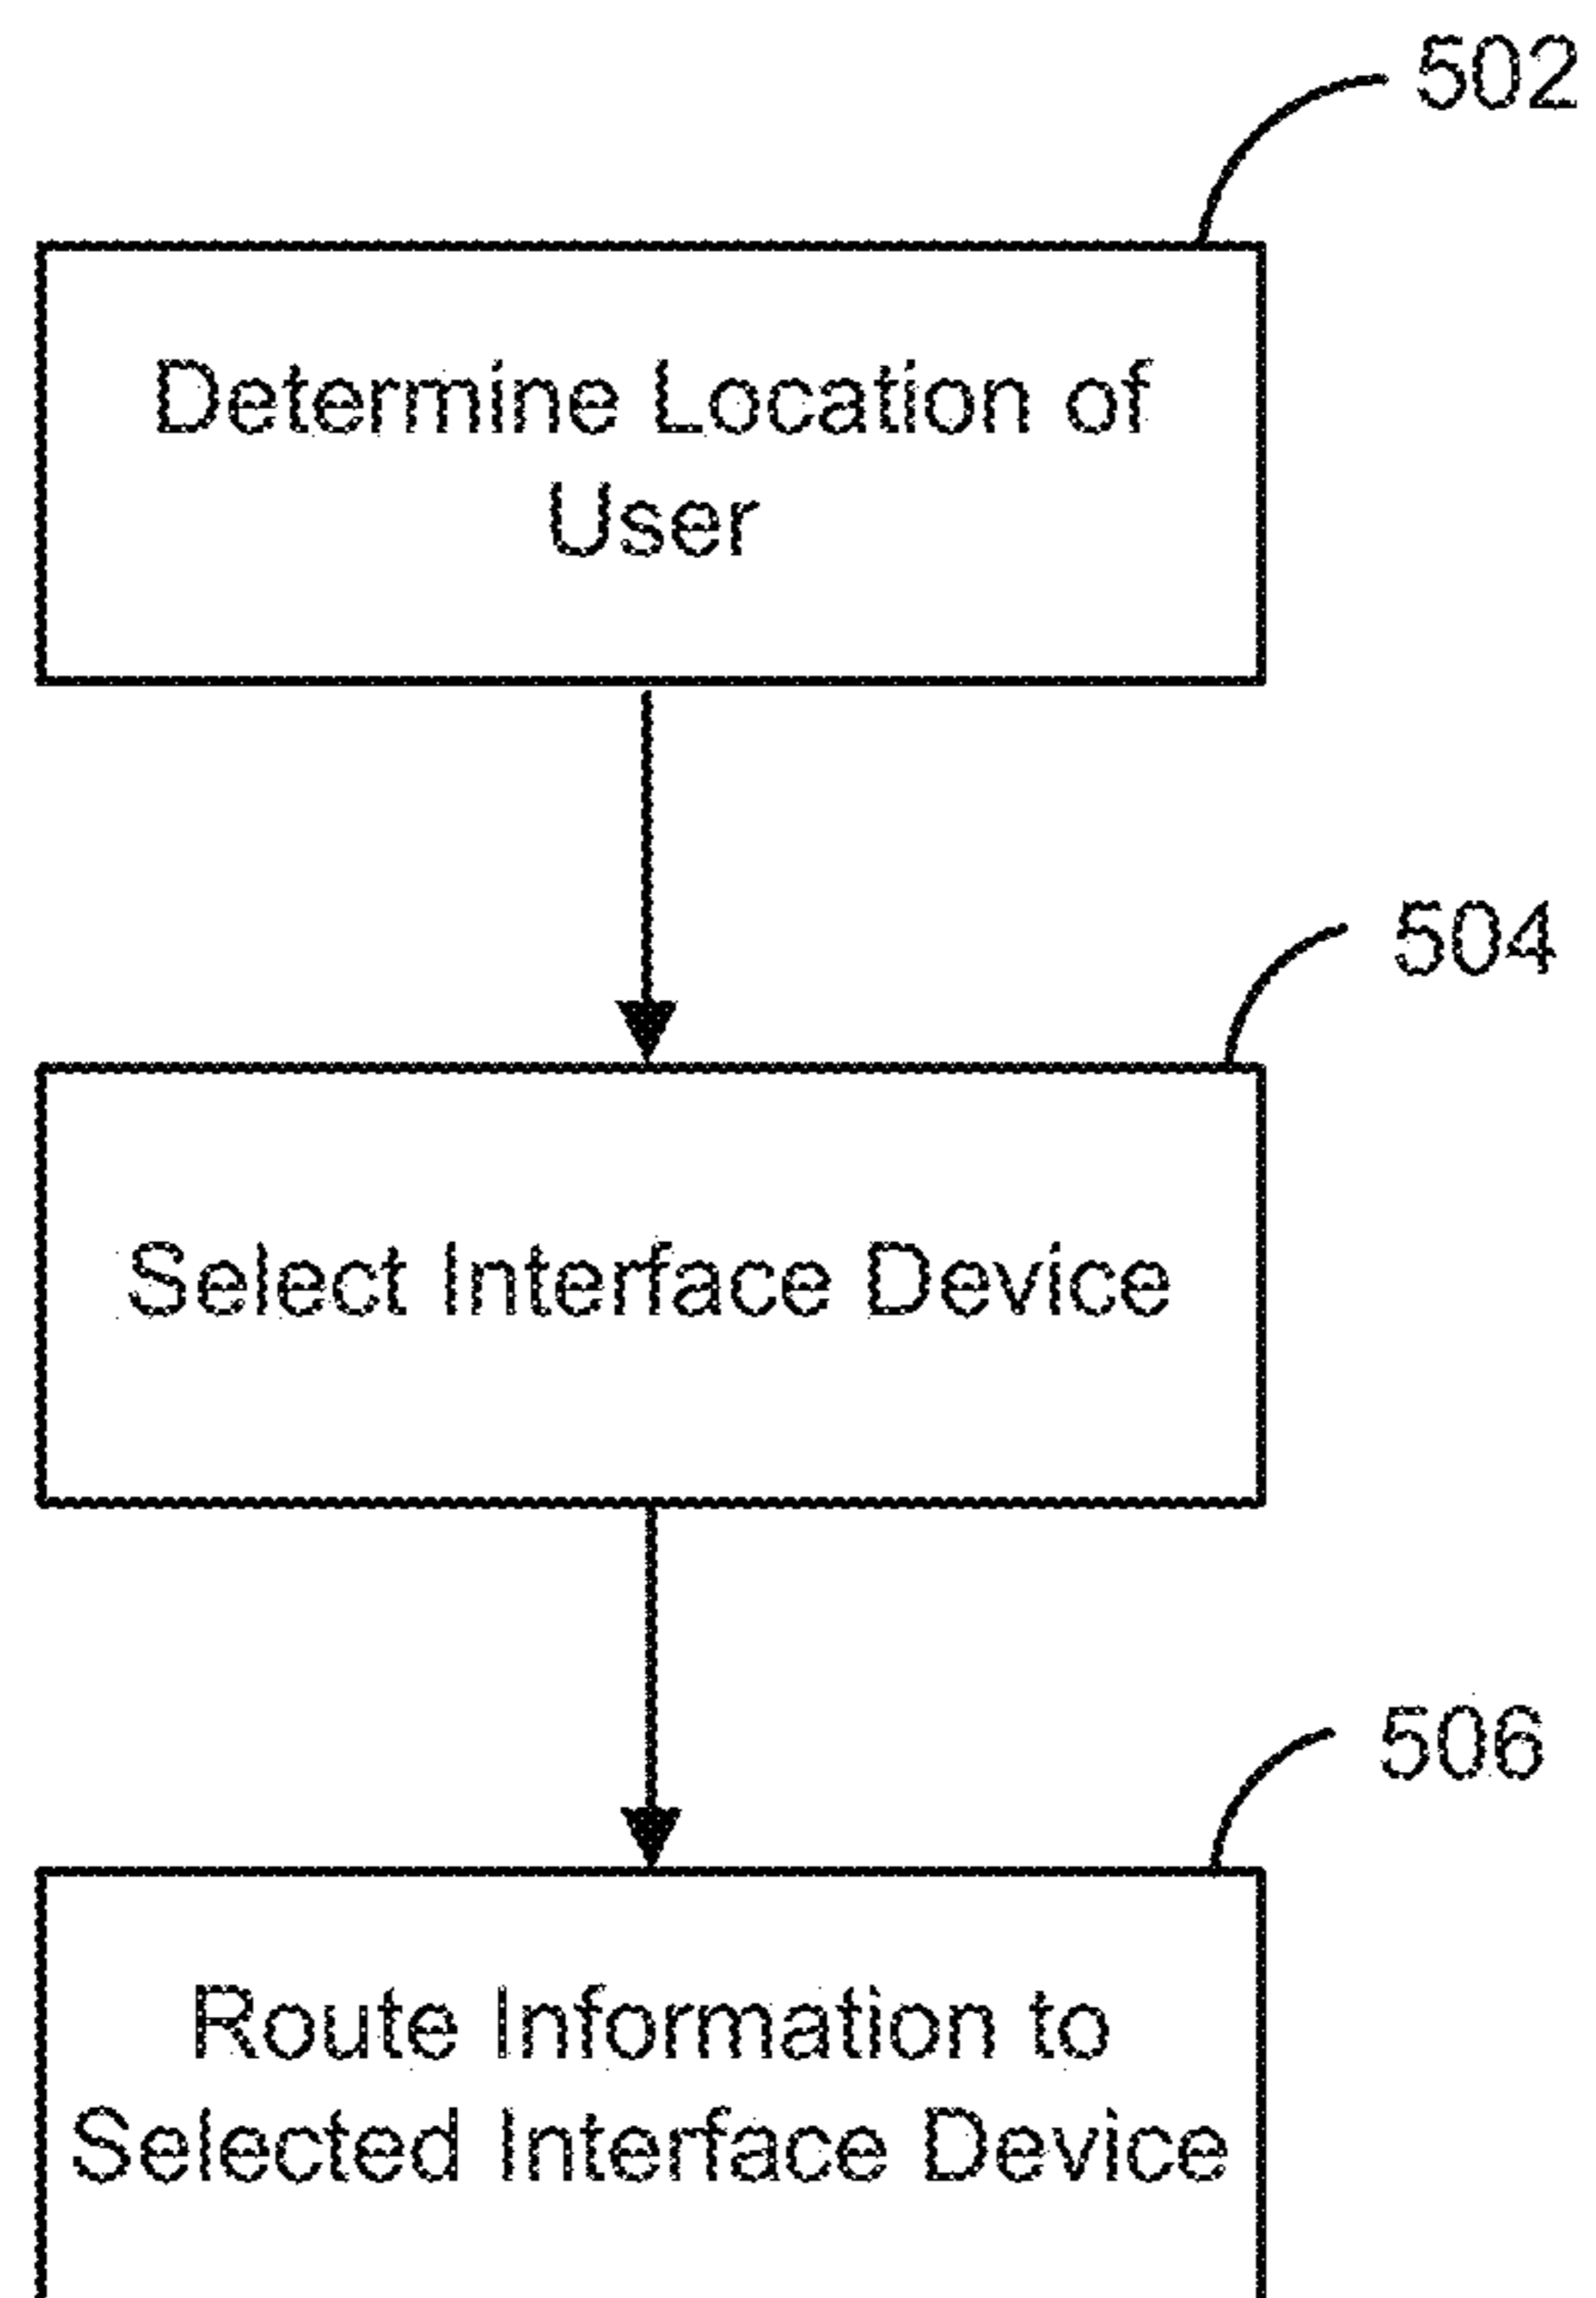 502
Determine Location of
User
504
Select Interface Device
506
Route Information to
Selected Interface Device